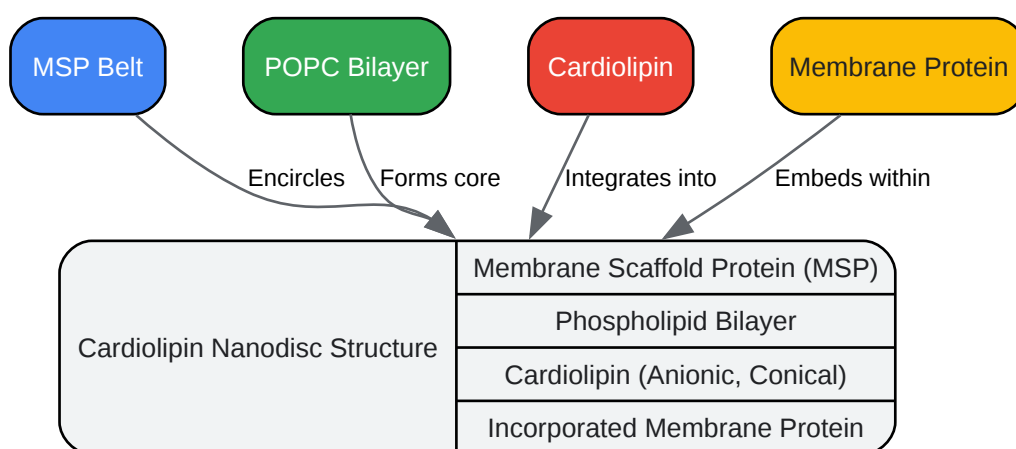 MSP Belt
POPC Bilayer
Cardiolipin
Membrane Protein
Encircles
Forms core
Integrates into
Embeds within
Cardiolipin Nanodisc Structure
Membrane Scaffold Protein (MSP)
Phospholipid Bilayer
Cardiolipin (Anionic, Conical)
Incorporated Membrane Protein